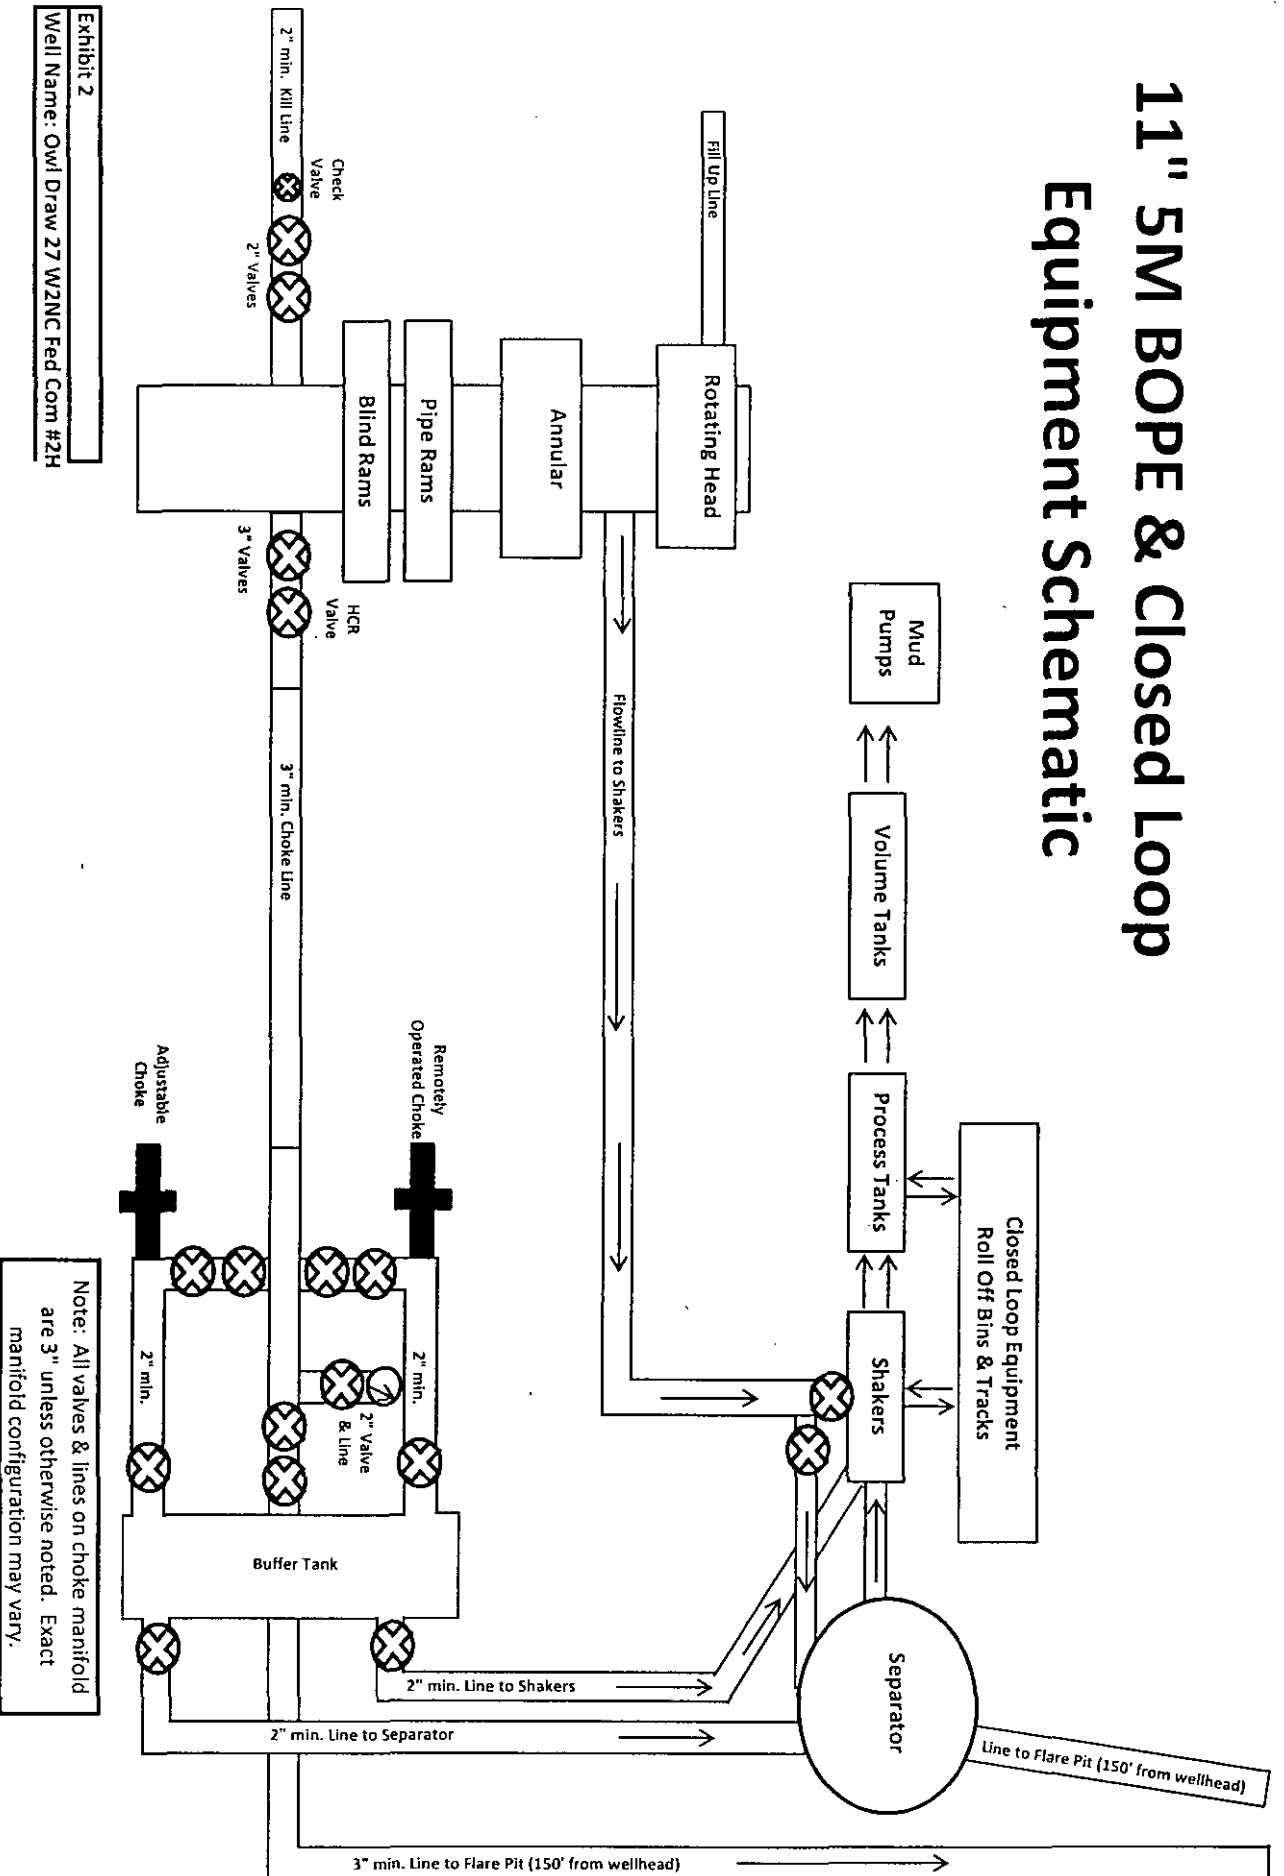 11" 5M BOPE & Closed Loop
Equipment Schematic
Closed Loop Equipment
Roll Off Bins & Tracks
Mud
Pumps
Volume Tanks
Process Tanks
Shakers
Separator
Line to Flare Pit (150' from wellhead)
Fill Up Line
Rotating Head
Flowline to Shakers
Annular
Pipe Rams
Blind Rams
Check
Valve
2" min. Kill Line
2" Valves
HCR
Valve
3" Valves
3" min. Choke Line
Remotely
Operated Choke
Adjustable
Choke
2" min.
2" Valve
& Line
2" min.
Buffer Tank
2" min. Line to Shakers
2" min. Line to Separator
3" min. Line to Flare Pit (150' from wellhead)
Exhibit 2
Well Name: Owl Draw 27 W2NC Fed Com #2H
Note: All valves & lines on choke manifold
are 3" unless otherwise noted. Exact
manifold configuration may vary.